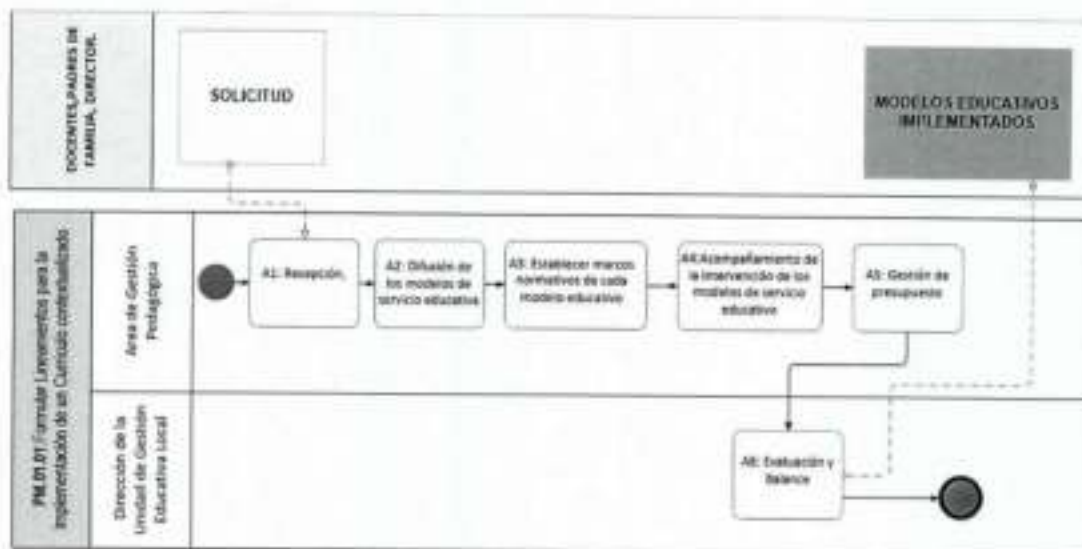 DOCENTES,PADRES DE
FAMILIA, DIRECTOR.
SOLICITUD
MODELOS EDUCATIVOS
IMPLEMENTADOS
PM.01.01 Formular Lineamientos para la
implementación de un Currículo contextualizado
Area de Gestión
Pedagógica
A1: Recepción.
A2: Difusión de
los modelos de
servicio educativo
A3: Establecer marcos
normativos de cada
modelo educativo
A4:Acompañamiento de
la intervención de los
modelos de servicio
educativo
A5: Gestión de
presupuesto
Dirección de la
Unidad de Gestión
Educativa Local
A6: Evaluación y
Balance